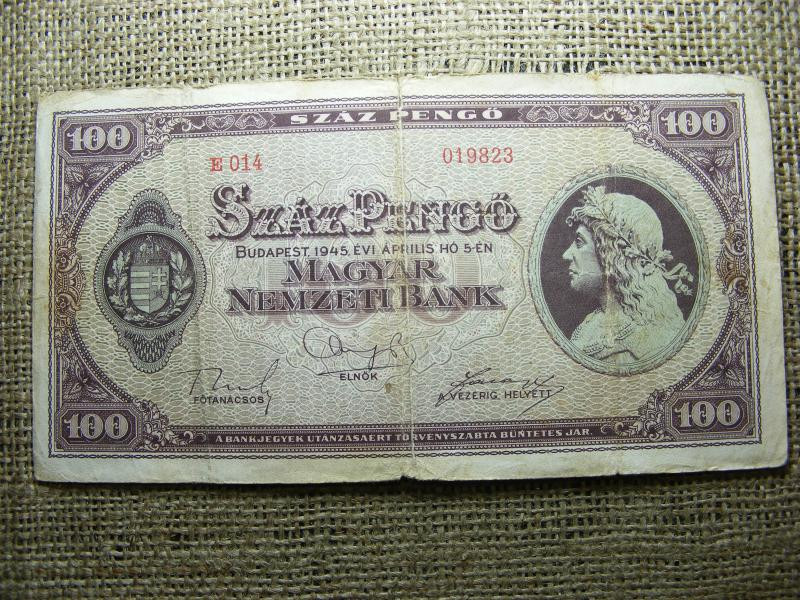 100 SZÁZ PENGŐ 100
E 014 019823
SZÁZ PENGŐ
BUDAPEST, 1945. ÉVI ÁPRILIS HÓ 5-ÉN
MAGYAR
NEMZETI BANK
FŐTANÁCSOS ELNÖK A VEZÉRIG. HELYETT
100 100
A BANKJEGYEK UTÁNZÁSÁÉRT TÖRVÉNYSZABTA BÜNTETÉS JÁR.